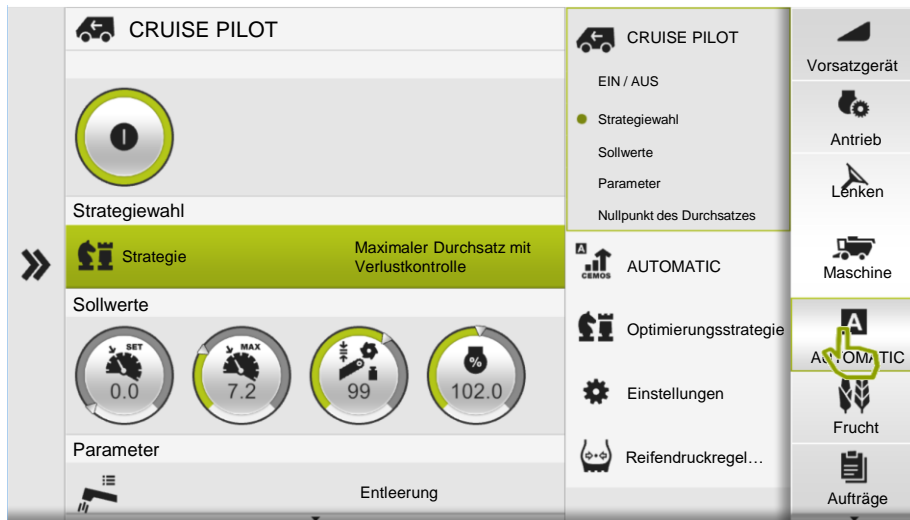 CRUISE PILOT
Strategiewahl
Strategie
Maximaler Durchsatz mit
Verlustkontrolle
Sollwerte
SET
0.0
MAX
7.2
99
%
102.0
Parameter
Entleerung
CRUISE PILOT
EIN / AUS
Strategiewahl
Sollwerte
Parameter
Nullpunkt des Durchsatzes
A
CEMOS
AUTOMATIC
Optimierungsstrategie
Einstellungen
Reifendruckregel…
Vorsatzgerät
Antrieb
Lenken
Maschine
A
AUTOMATIC
Frucht
Aufträge